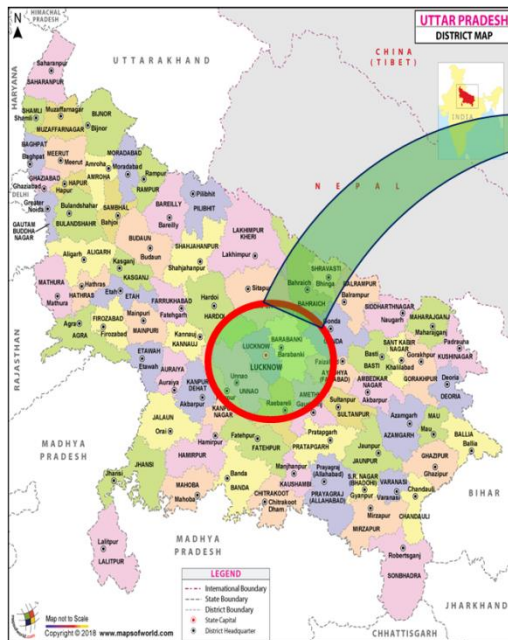 HIMACHAL
PRADESH
N
UTTAR PRADESH
DISTRICT MAP
CHINA
(TIBET)
INDIA
UTTARAKHAND
HARYANA
NEPAL
DELHI
RAJASTHAN
Saharanpur
SAHARANPUR
SHAMLI
Shamli
Muzaffarnagar
MUZAFFARNAGAR
BIJNOR
Bijnor
BAGHPAT
Baghpat
MEERUT
Meerut
MORADABAD
Moradabad
Amroha
AMROHA
Rampur
RAMPUR
GHAZIABAD
Ghaziabad
HAPUR
Hapur
Greater
Noida
GAUTAM
BUDDHA
NAGAR
Bulandshahr
BULANDSHAHR
SAMBHAL
Bahjoi
BAREILLY
Bareilly
Pilibhit
PILIBHIT
BUDAUN
Budaun
SHAHJAHANPUR
Shahjahanpur
LAKHIMPUR
KHERI
Lakhimpur
Aligarh
ALIGARH
Kasganj
KASGANJ
MATHURA
Mathura
Hathras
HATHRAS
Etah
ETAH
FARRUKHABAD
Fatehgarh
Hardoi
HARDOI
Sitapur
Bahraich
BAHRAICH
SHRAVASTI
Bhinga
BALRAMPUR
Balrampur
Agra
AGRA
FIROZABAD
Firozabad
Mainpuri
MAINPURI
Kannauj
KANNAUJ
ETAWAH
Etawah
AURAIYA
Auraiya
KANPUR
DEHAT
Akbarpur
LUCKNOW
LUCKNOW
BARABANKI
Barabanki
Unnao
UNNAO
Raebareli
SIDDHARTHNAGAR
Naugarh
MAHARAJGANJ
Maharajganj
Padrauna
KUSHINAGAR
Basti
BASTI
SANT KABIR
NAGAR
Khalilabad
Gorakhpur
GORAKHPUR
Deoria
DEORIA
AMBEDKAR
NAGAR
Akbarpur
Sultanpur
SULTANPUR
Azamgarh
AZAMGARH
MAU
Mau
BALLIA
Ballia
JALAUN
Orai
Hamirpur
HAMIRPUR
Fatehpur
FATEHPUR
Pratapgarh
PRATAPGARH
Jaunpur
JAUNPUR
GHAZIPUR
Ghazipur
MADHYA
PRADESH
Jhansi
JHANSI
MAHOBA
Mahoba
Banda
BANDA
CHITRAKOOT
Chitrakoot
Dham
Manjhanpur
KAUSHAMBI
Prayagraj
(Allahabad)
PRAYAGRAJ
(ALLAHABAD)
S.R. NAGAR
(BHADOHI)
Gyanpur
VARANASI
Varanasi
Chandauli
CHANDAULI
BIHAR
Mirzapur
MIRZAPUR
Lalitpur
LALITPUR
MADHYA
PRADESH
Robertsganj
SONBHADRA
JHARKHAND
CHHATTISGARH
LEGEND
International Boundary
State Boundary
District Boundary
State Capital
District Headquarter
Map not to Scale
Copyright © 2018 www.mapsofworld.com